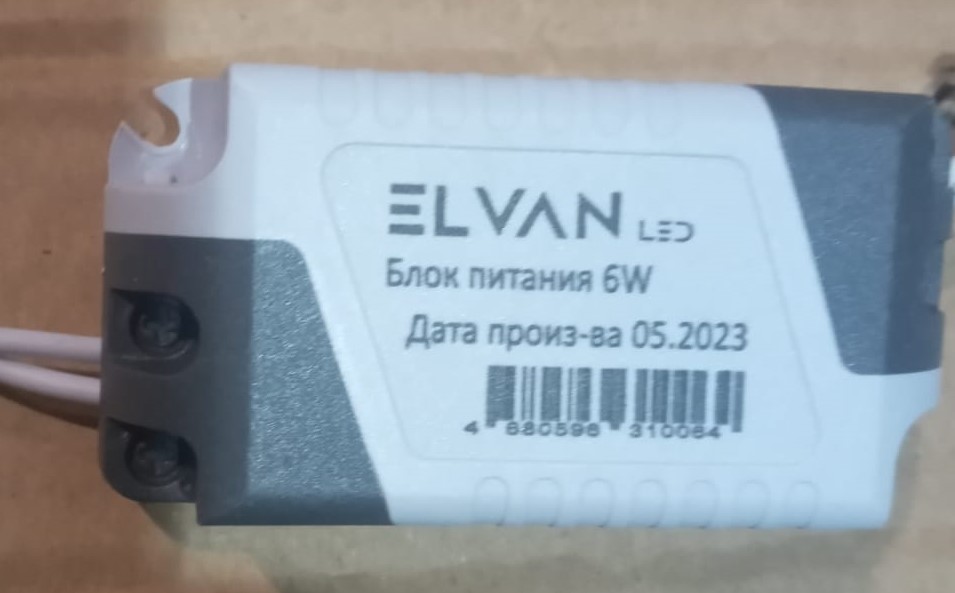 ELVAN LED
Блок питания 6W
Дата произ-ва 05.2023
4 680596 310064